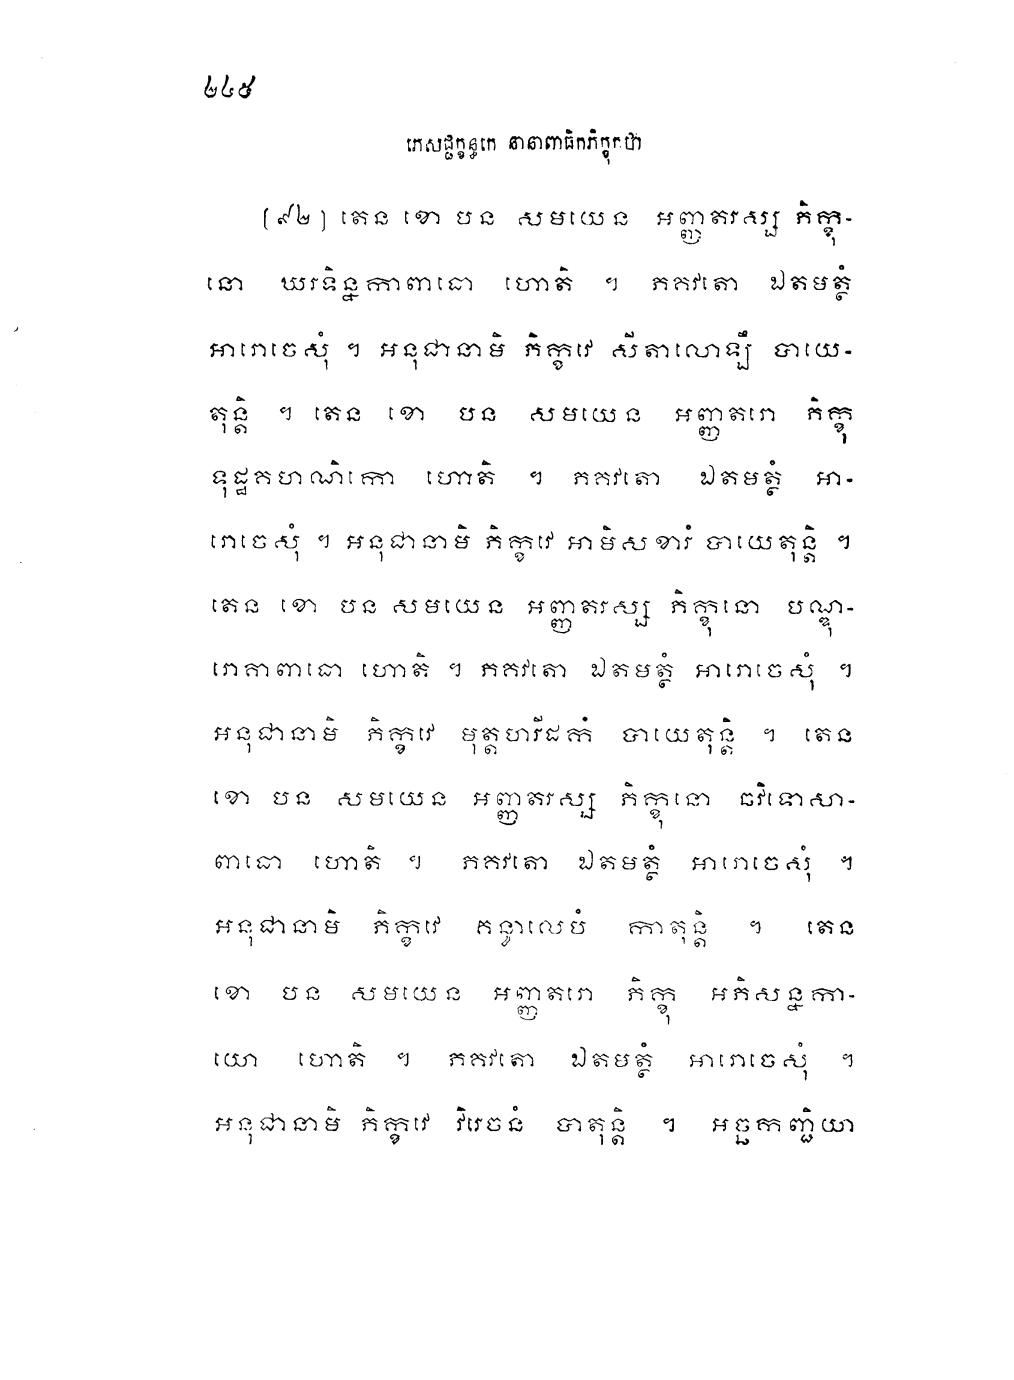 ២៤៥
ភេសជ្ជក្ខន្ធកេ នានាពាធិកភិក្ខុកថា
(៩២) តេន ខោ បន សមយេន អញ្ញតរស្ស ភិក្ខុ-
នោ ឃរទិន្នកាពាធោ ហោតិ ។ ភគវតោ ឯតមត្ថំ
អារោចេសុំ ។ អនុជានាមិ ភិក្ខវេ សីតាលោឡឹ បាយេ-
តុន្តិ ។ តេន ខោ បន សមយេន អញ្ញតរោ ភិក្ខុ
ទុដ្ឋគហណិកោ ហោតិ ។ ភគវតោ ឯតមត្ថំ អា-
រោចេសុំ ។ អនុជានាមិ ភិក្ខវេ អាមិសខារំ បាយេតុន្តិ ។
តេន ខោ បន សមយេន អញ្ញតរស្ស ភិក្ខុនោ បណ្ឌុ-
រោគាពាធោ ហោតិ ។ ភគវតោ ឯតមត្ថំ អារោចេសុំ ។
អនុជានាមិ ភិក្ខវេ មុត្តហរីដកំ បាយេតុន្តិ ។ តេន
ខោ បន សមយេន អញ្ញតរស្ស ភិក្ខុនោ ឆវិទោសា-
ពាធោ ហោតិ ។ ភគវតោ ឯតមត្ថំ អារោចេសុំ ។
អនុជានាមិ ភិក្ខវេ គន្ធាលេបំ កាតុន្តិ ។ តេន
ខោ បន សមយេន អញ្ញតរោ ភិក្ខុ អភិសន្នកា-
យោ ហោតិ ។ ភគវតោ ឯតមត្ថំ អារោចេសុំ ។
អនុជានាមិ ភិក្ខវេ វិរេចនំ បាតុន្តិ ។ អច្ឆកញ្ជិយា